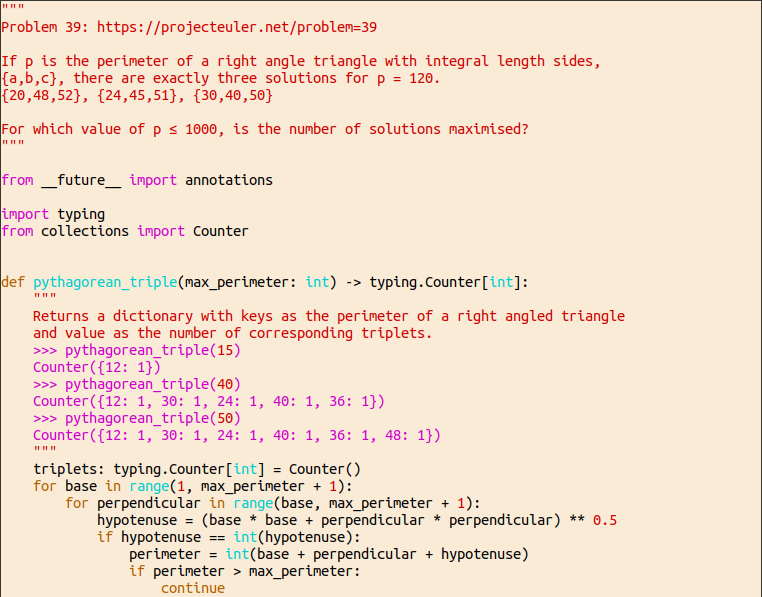 """
Problem 39: https://projecteuler.net/problem=39

If p is the perimeter of a right angle triangle with integral length sides,
{a,b,c}, there are exactly three solutions for p = 120.
{20,48,52}, {24,45,51}, {30,40,50}

For which value of p ≤ 1000, is the number of solutions maximised?
"""

from __future__ import annotations

import typing
from collections import Counter


def pythagorean_triple(max_perimeter: int) -> typing.Counter[int]:
    """
    Returns a dictionary with keys as the perimeter of a right angled triangle
    and value as the number of corresponding triplets.
    >>> pythagorean_triple(15)
    Counter({12: 1})
    >>> pythagorean_triple(40)
    Counter({12: 1, 30: 1, 24: 1, 40: 1, 36: 1})
    >>> pythagorean_triple(50)
    Counter({12: 1, 30: 1, 24: 1, 40: 1, 36: 1, 48: 1})
    """
    triplets: typing.Counter[int] = Counter()
    for base in range(1, max_perimeter + 1):
        for perpendicular in range(base, max_perimeter + 1):
            hypotenuse = (base * base + perpendicular * perpendicular) ** 0.5
            if hypotenuse == int(hypotenuse):
                perimeter = int(base + perpendicular + hypotenuse)
                if perimeter > max_perimeter:
                    continue